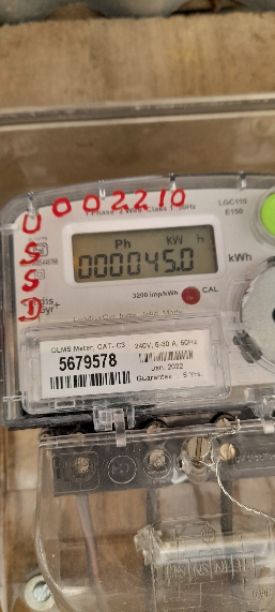 U 0002210
S
S
D
1 Phase 2 Wire Class 1 50Hz
LGC110
E150
Ph KW h
000045.0
kWh
3200 imp/kWh CAL
GLMS Meter, CAT- C3 240V, 5-30 A, 50Hz
5679578
Jan. 2022
Guarantee : 5 Yrs.